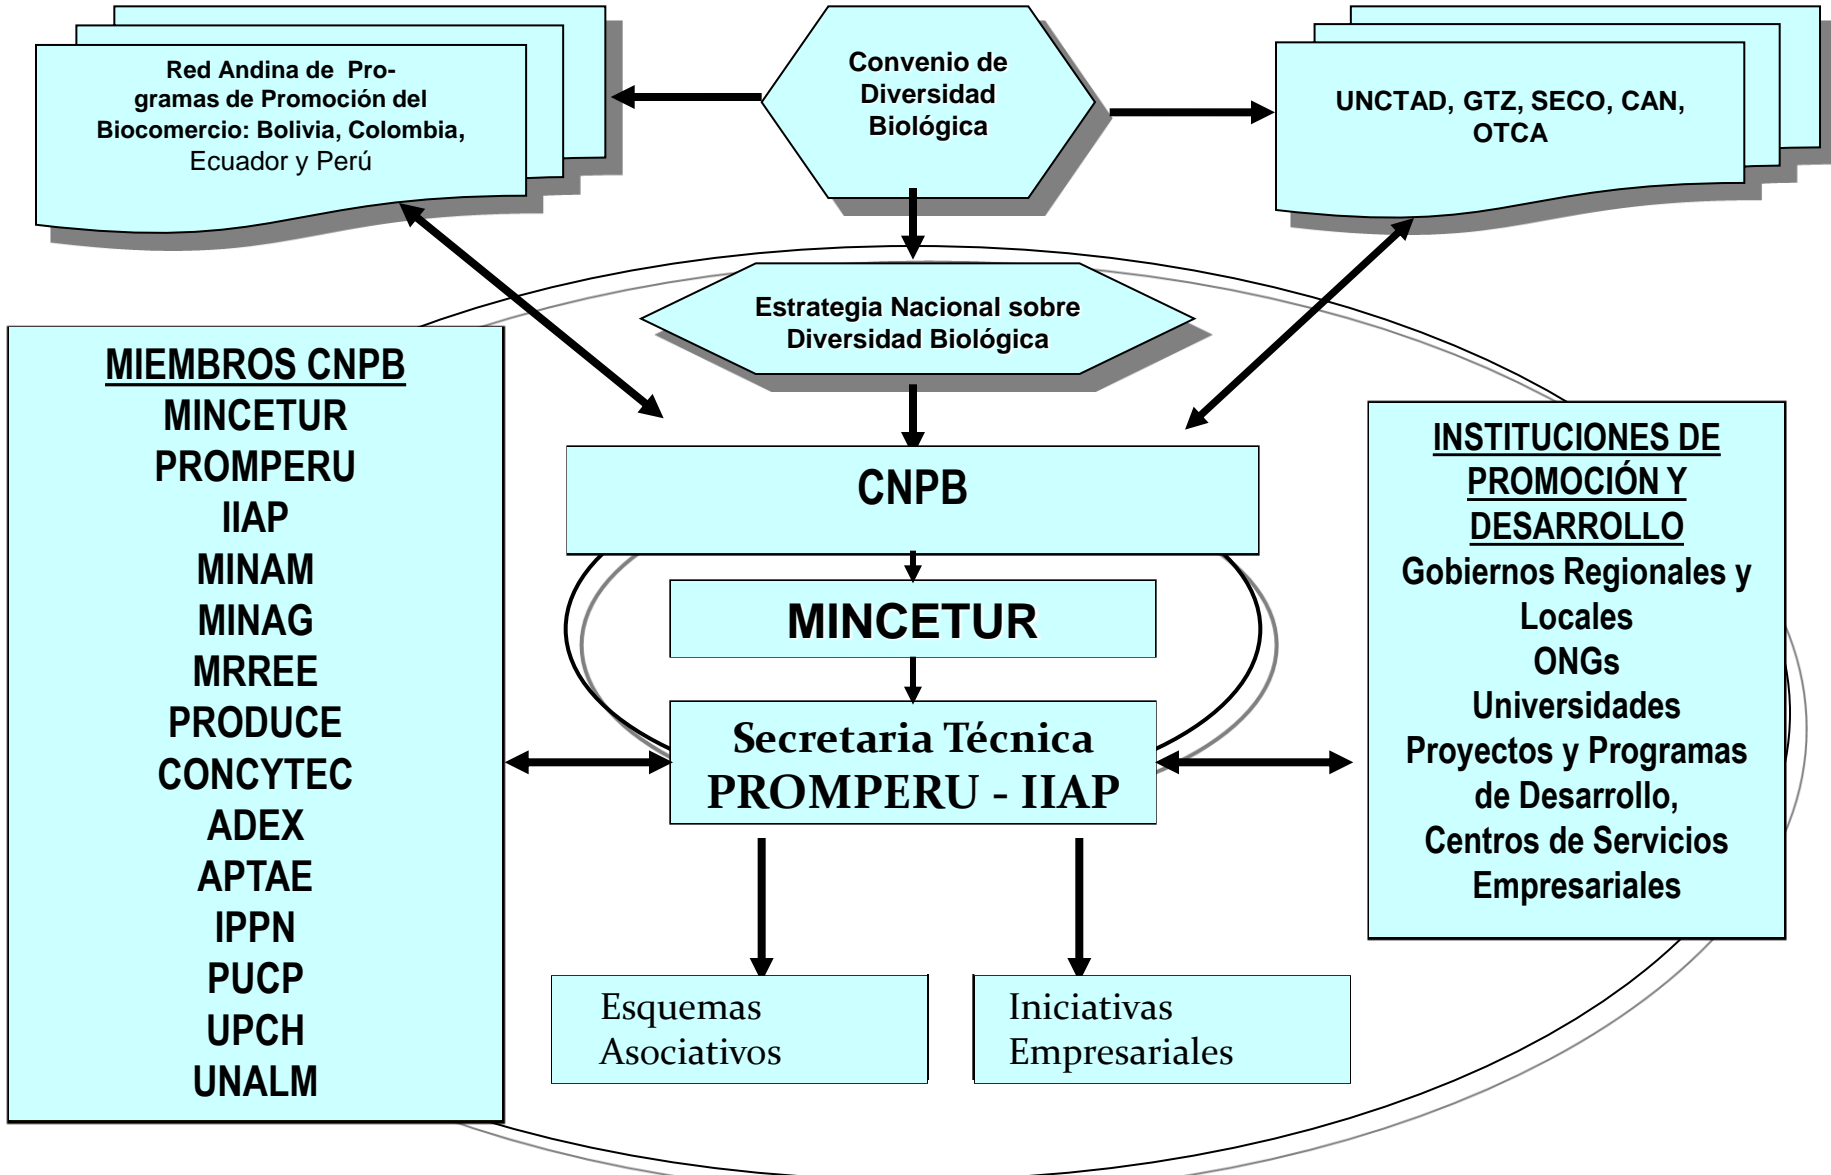 Red Andina de Pro-
gramas de Promoción del
Biocomercio: Bolivia, Colombia,
Ecuador y Perú
Convenio de
Diversidad
Biológica
UNCTAD, GTZ, SECO, CAN,
OTCA
Estrategia Nacional sobre
Diversidad Biológica
MIEMBROS CNPB
MINCETUR
PROMPERU
IIAP
MINAM
MINAG
MRREE
PRODUCE
CONCYTEC
ADEX
APTAE
IPPN
PUCP
UPCH
UNALM
CNPB
MINCETUR
Secretaria Técnica
PROMPERU - IIAP
INSTITUCIONES DE
PROMOCIÓN Y
DESARROLLO
Gobiernos Regionales y
Locales
ONGs
Universidades
Proyectos y Programas
de Desarrollo,
Centros de Servicios
Empresariales
Esquemas
Asociativos
Iniciativas
Empresariales